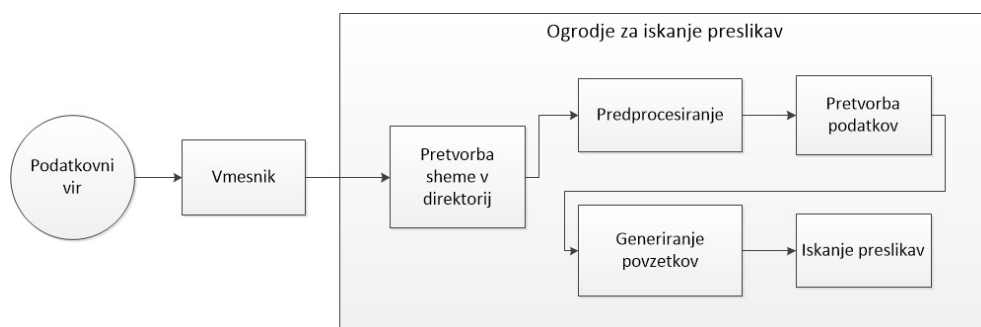 Ogrodje za iskanje preslikav
Podatkovni
vir
Vmesnik
Pretvorba
sheme v
direktorij
Predprocesiranje
Pretvorba
podatkov
Generiranje
povzetkov
Iskanje preslikav